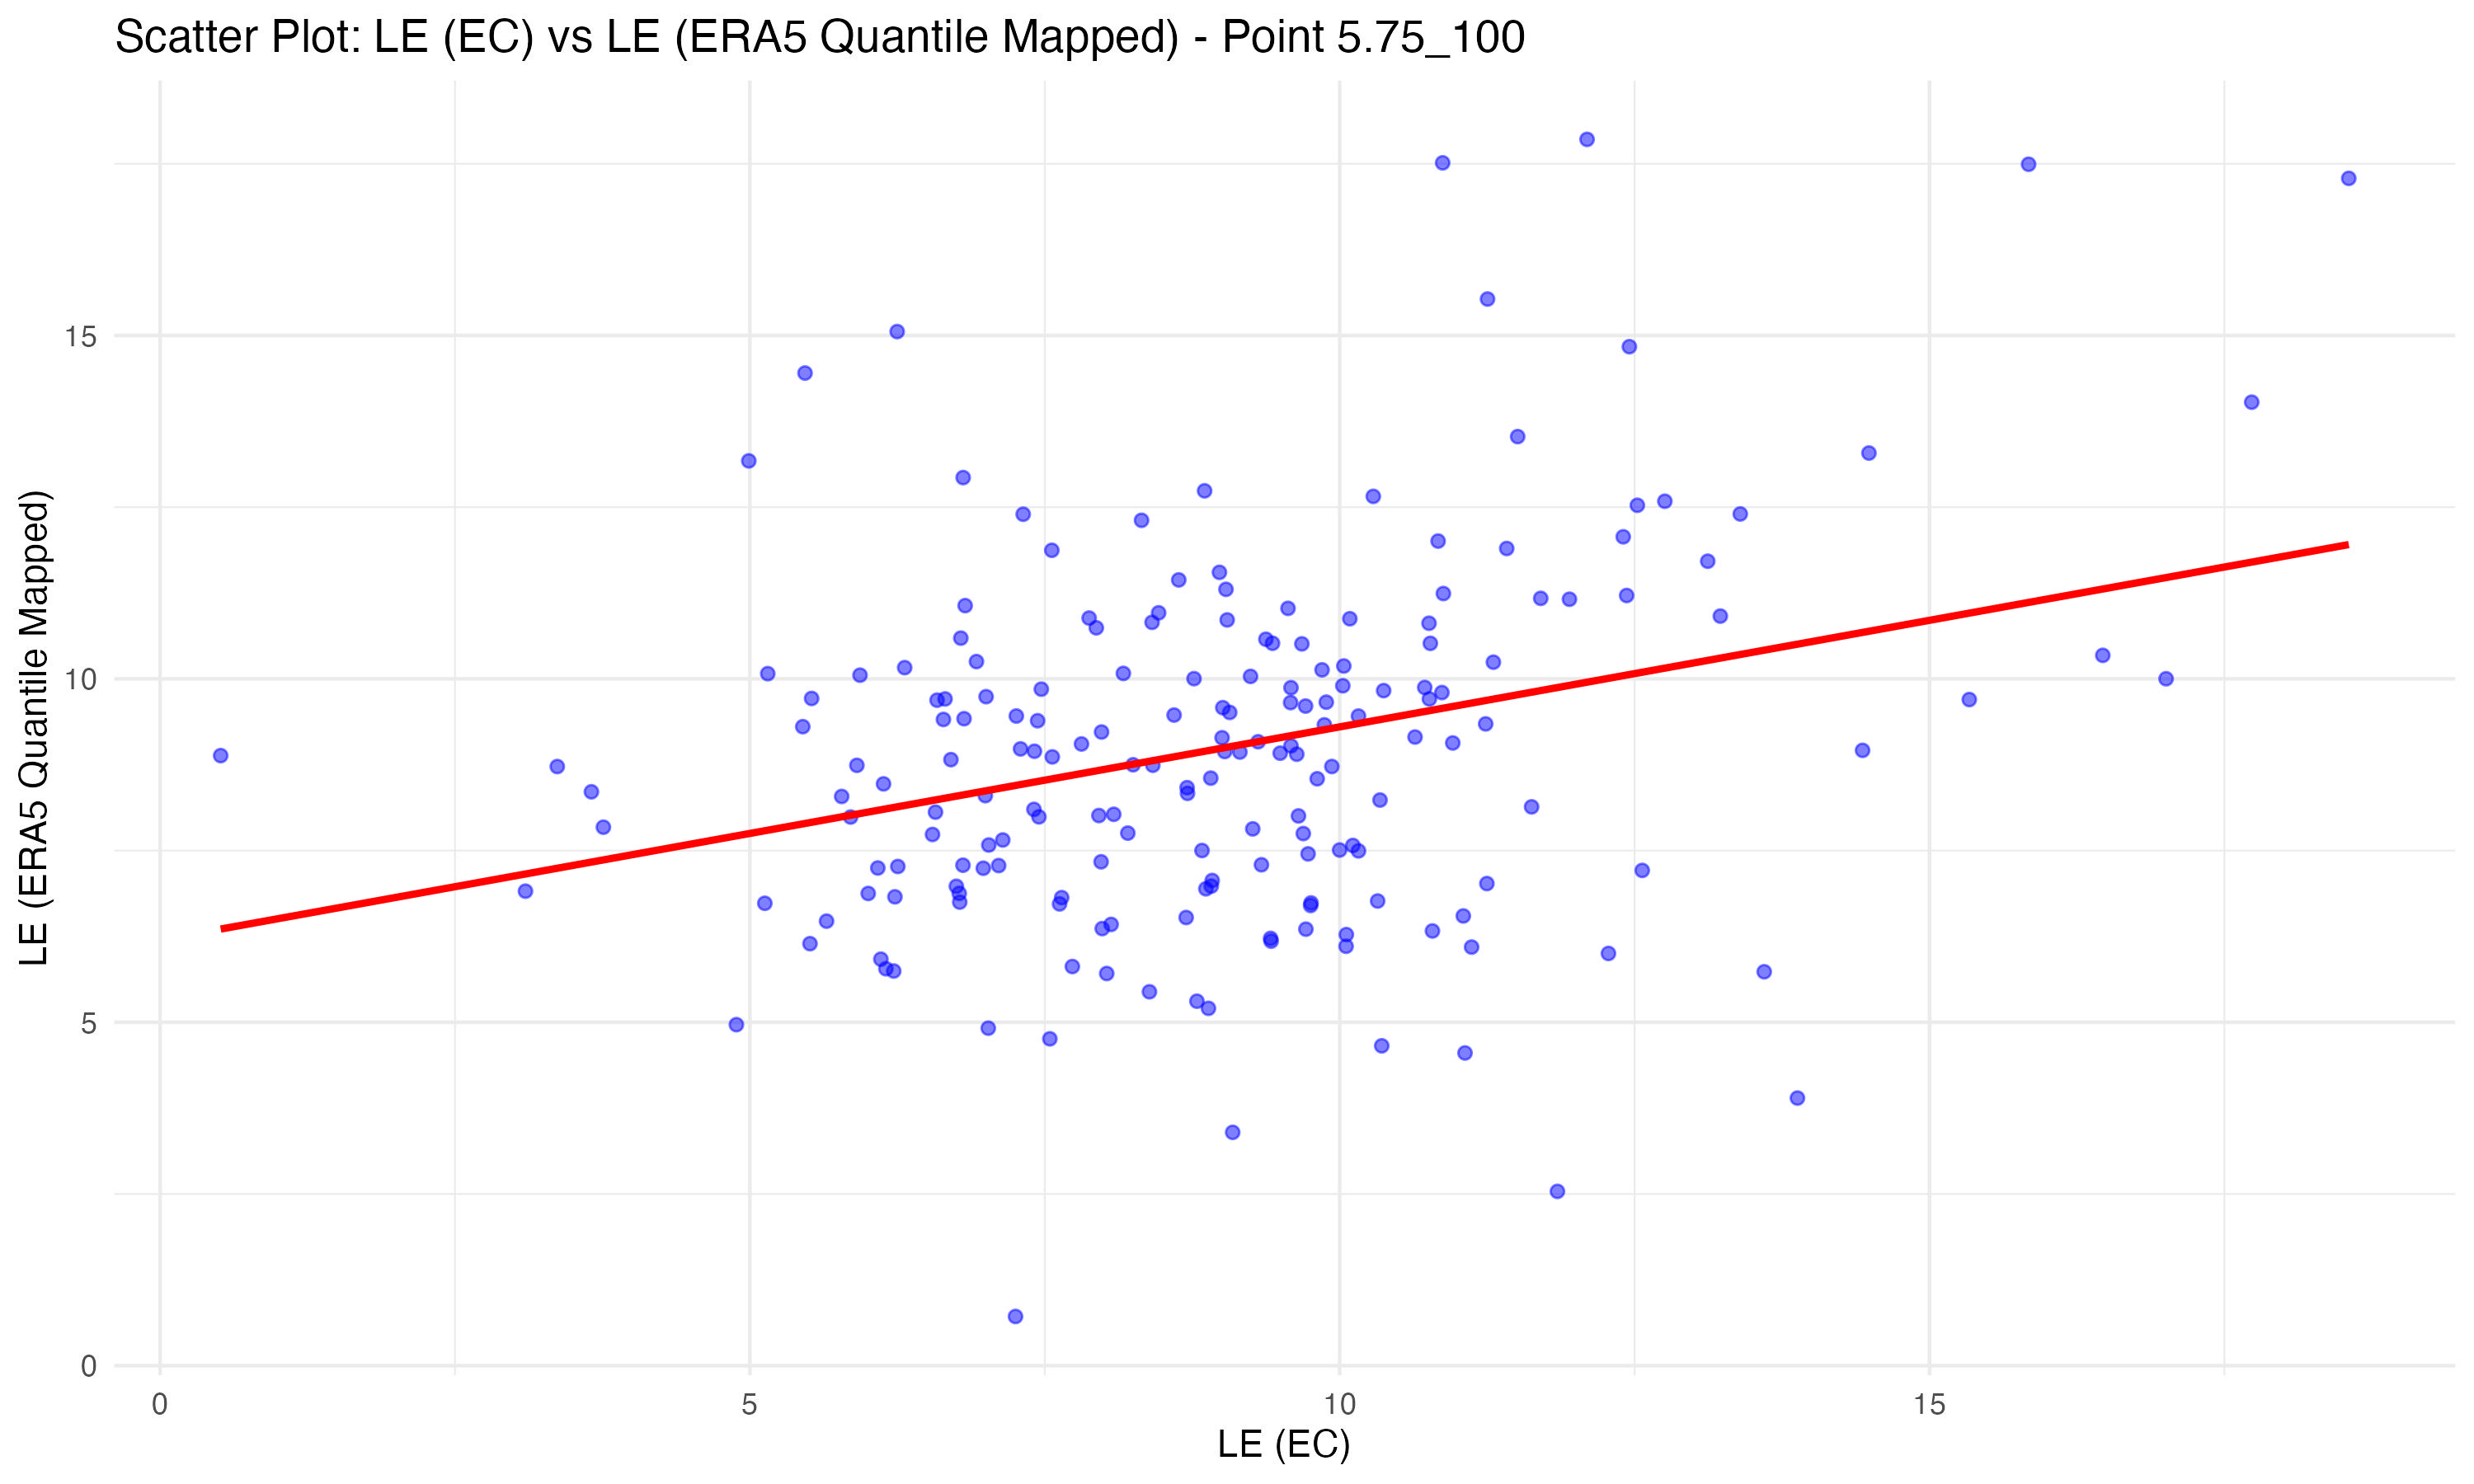 Scatter Plot: LE (EC) vs LE (ERA5 Quantile Mapped) - Point 5.75_100
LE (ERA5 Quantile Mapped)
15
10
5
0
0 5 10 15
LE (EC)